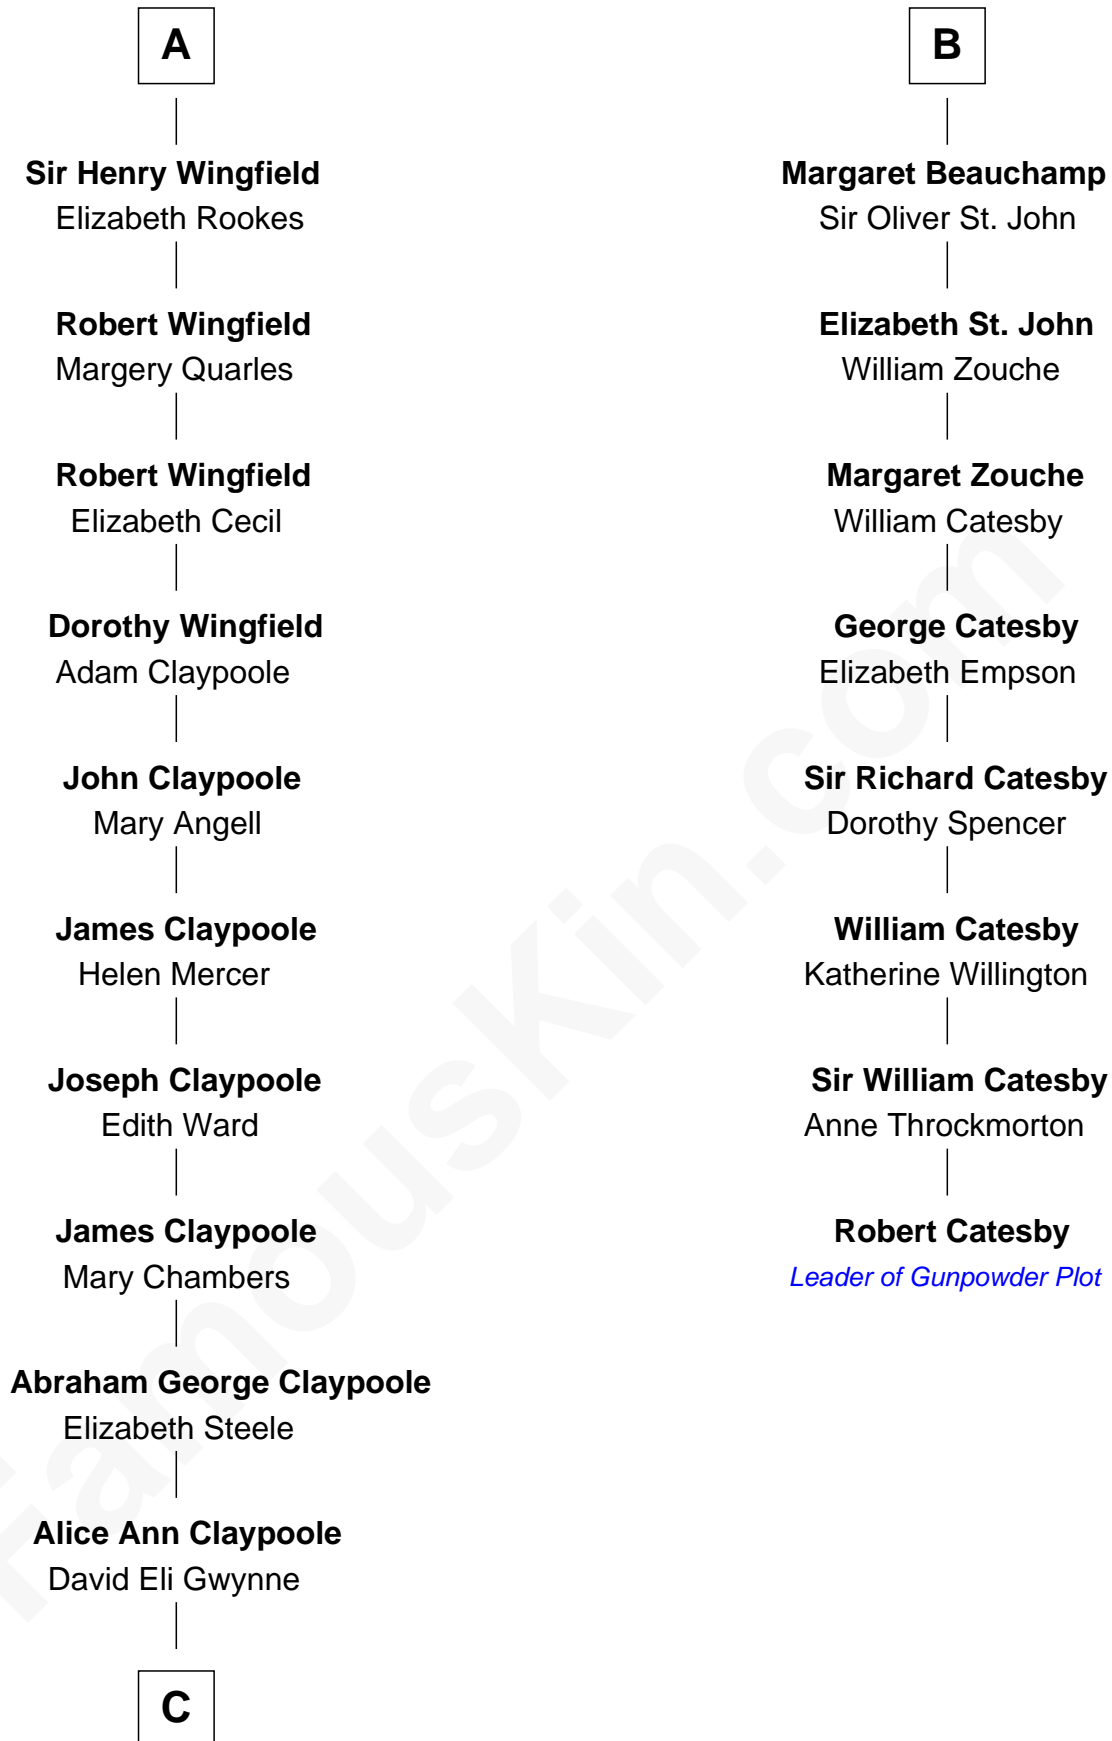 A
Sir Henry Wingfield
Elizabeth Rookes
Robert Wingfield
Margery Quarles
Robert Wingfield
Elizabeth Cecil
Dorothy Wingfield
Adam Claypoole
John Claypoole
Mary Angell
James Claypoole
Helen Mercer
Joseph Claypoole
Edith Ward
James Claypoole
Mary Chambers
Abraham George Claypoole
Elizabeth Steele
Alice Ann Claypoole
David Eli Gwynne
C
B
Margaret Beauchamp
Sir Oliver St. John
Elizabeth St. John
William Zouche
Margaret Zouche
William Catesby
George Catesby
Elizabeth Empson
Sir Richard Catesby
Dorothy Spencer
William Catesby
Katherine Willington
Sir William Catesby
Anne Throckmorton
Robert Catesby
Leader of Gunpowder Plot
FamousKin.com